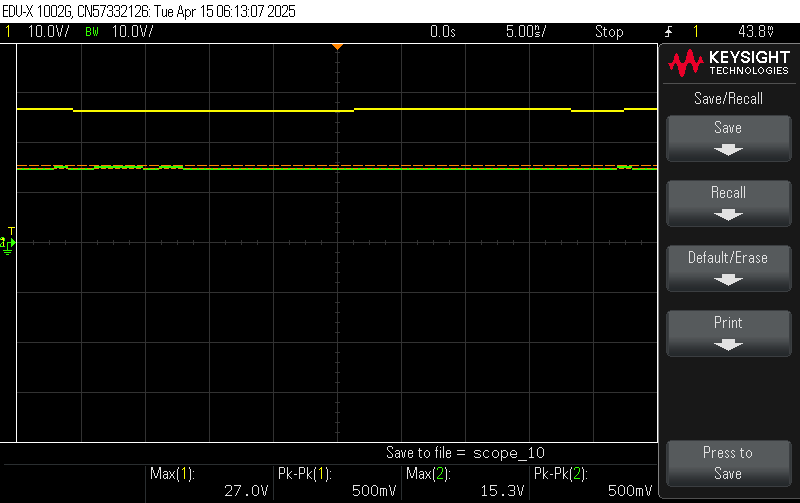 EDU-X 1002G, CN57332126: Tue Apr 15 06:13:07 2025
1 10.0V/ BW 10.0V/ 0.0s 5.00s/ Stop 1 43.8V
KEYSIGHT
TECHNOLOGIES
Save/Recall
Save
Recall
T
2
Default/Erase
Print
Save to file = scope_10
Press to
Save
Max(1): Pk-Pk(1): Max(2): Pk-Pk(2):
27.0V 500mV 15.3V 500mV